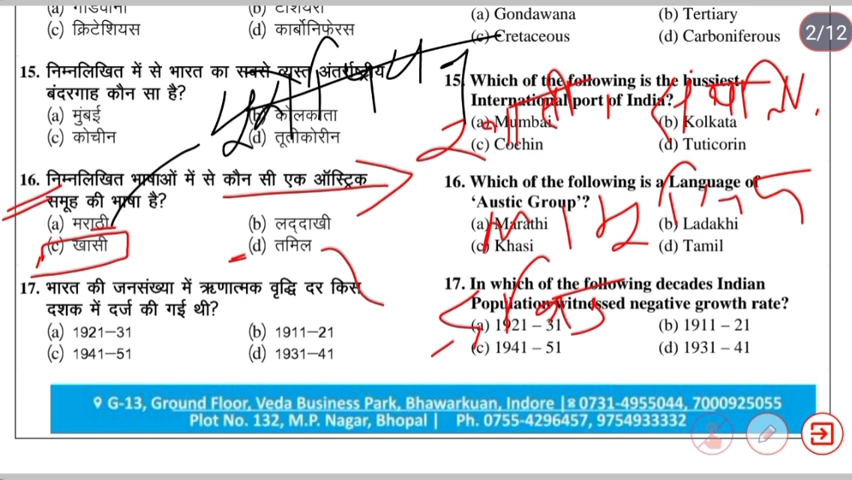 (a) गोंडवाना (b) टर्शियरी
(c) क्रिटेशियस (d) कार्बोनिफेरस
15. निम्नलिखित में से भारत का सबसे व्यस्त अंतर्राष्ट्रीय
बंदरगाह कौन सा है?
(a) मुंबई (b) कोलकाता
(c) कोचीन (d) तूतीकोरीन
16. निम्नलिखित भाषाओं में से कौन सी एक ऑस्ट्रिक
समूह की भाषा है?
(a) मराठी (b) लद्दाखी
(c) खासी (d) तमिल
17. भारत की जनसंख्या में ऋणात्मक वृद्धि दर किस
दशक में दर्ज की गई थी?
(a) 1921–31 (b) 1911–21
(c) 1941–51 (d) 1931–41
(a) Gondawana (b) Tertiary
(c) Cretaceous (d) Carboniferous
15. Which of the following is the bussiest
International port of India?
(a) Mumbai (b) Kolkata
(c) Cochin (d) Tuticorin
16. Which of the following is a Language of
‘Austic Group’?
(a) Marathi (b) Ladakhi
(c) Khasi (d) Tamil
17. In which of the following decades Indian
Population witnessed negative growth rate?
(a) 1921 – 31 (b) 1911 – 21
(c) 1941 – 51 (d) 1931 – 41
G-13, Ground Floor, Veda Business Park, Bhawarkuan, Indore | 0731-4955044, 7000925055
Plot No. 132, M.P. Nagar, Bhopal | Ph. 0755-4296457, 9754933332
2/12